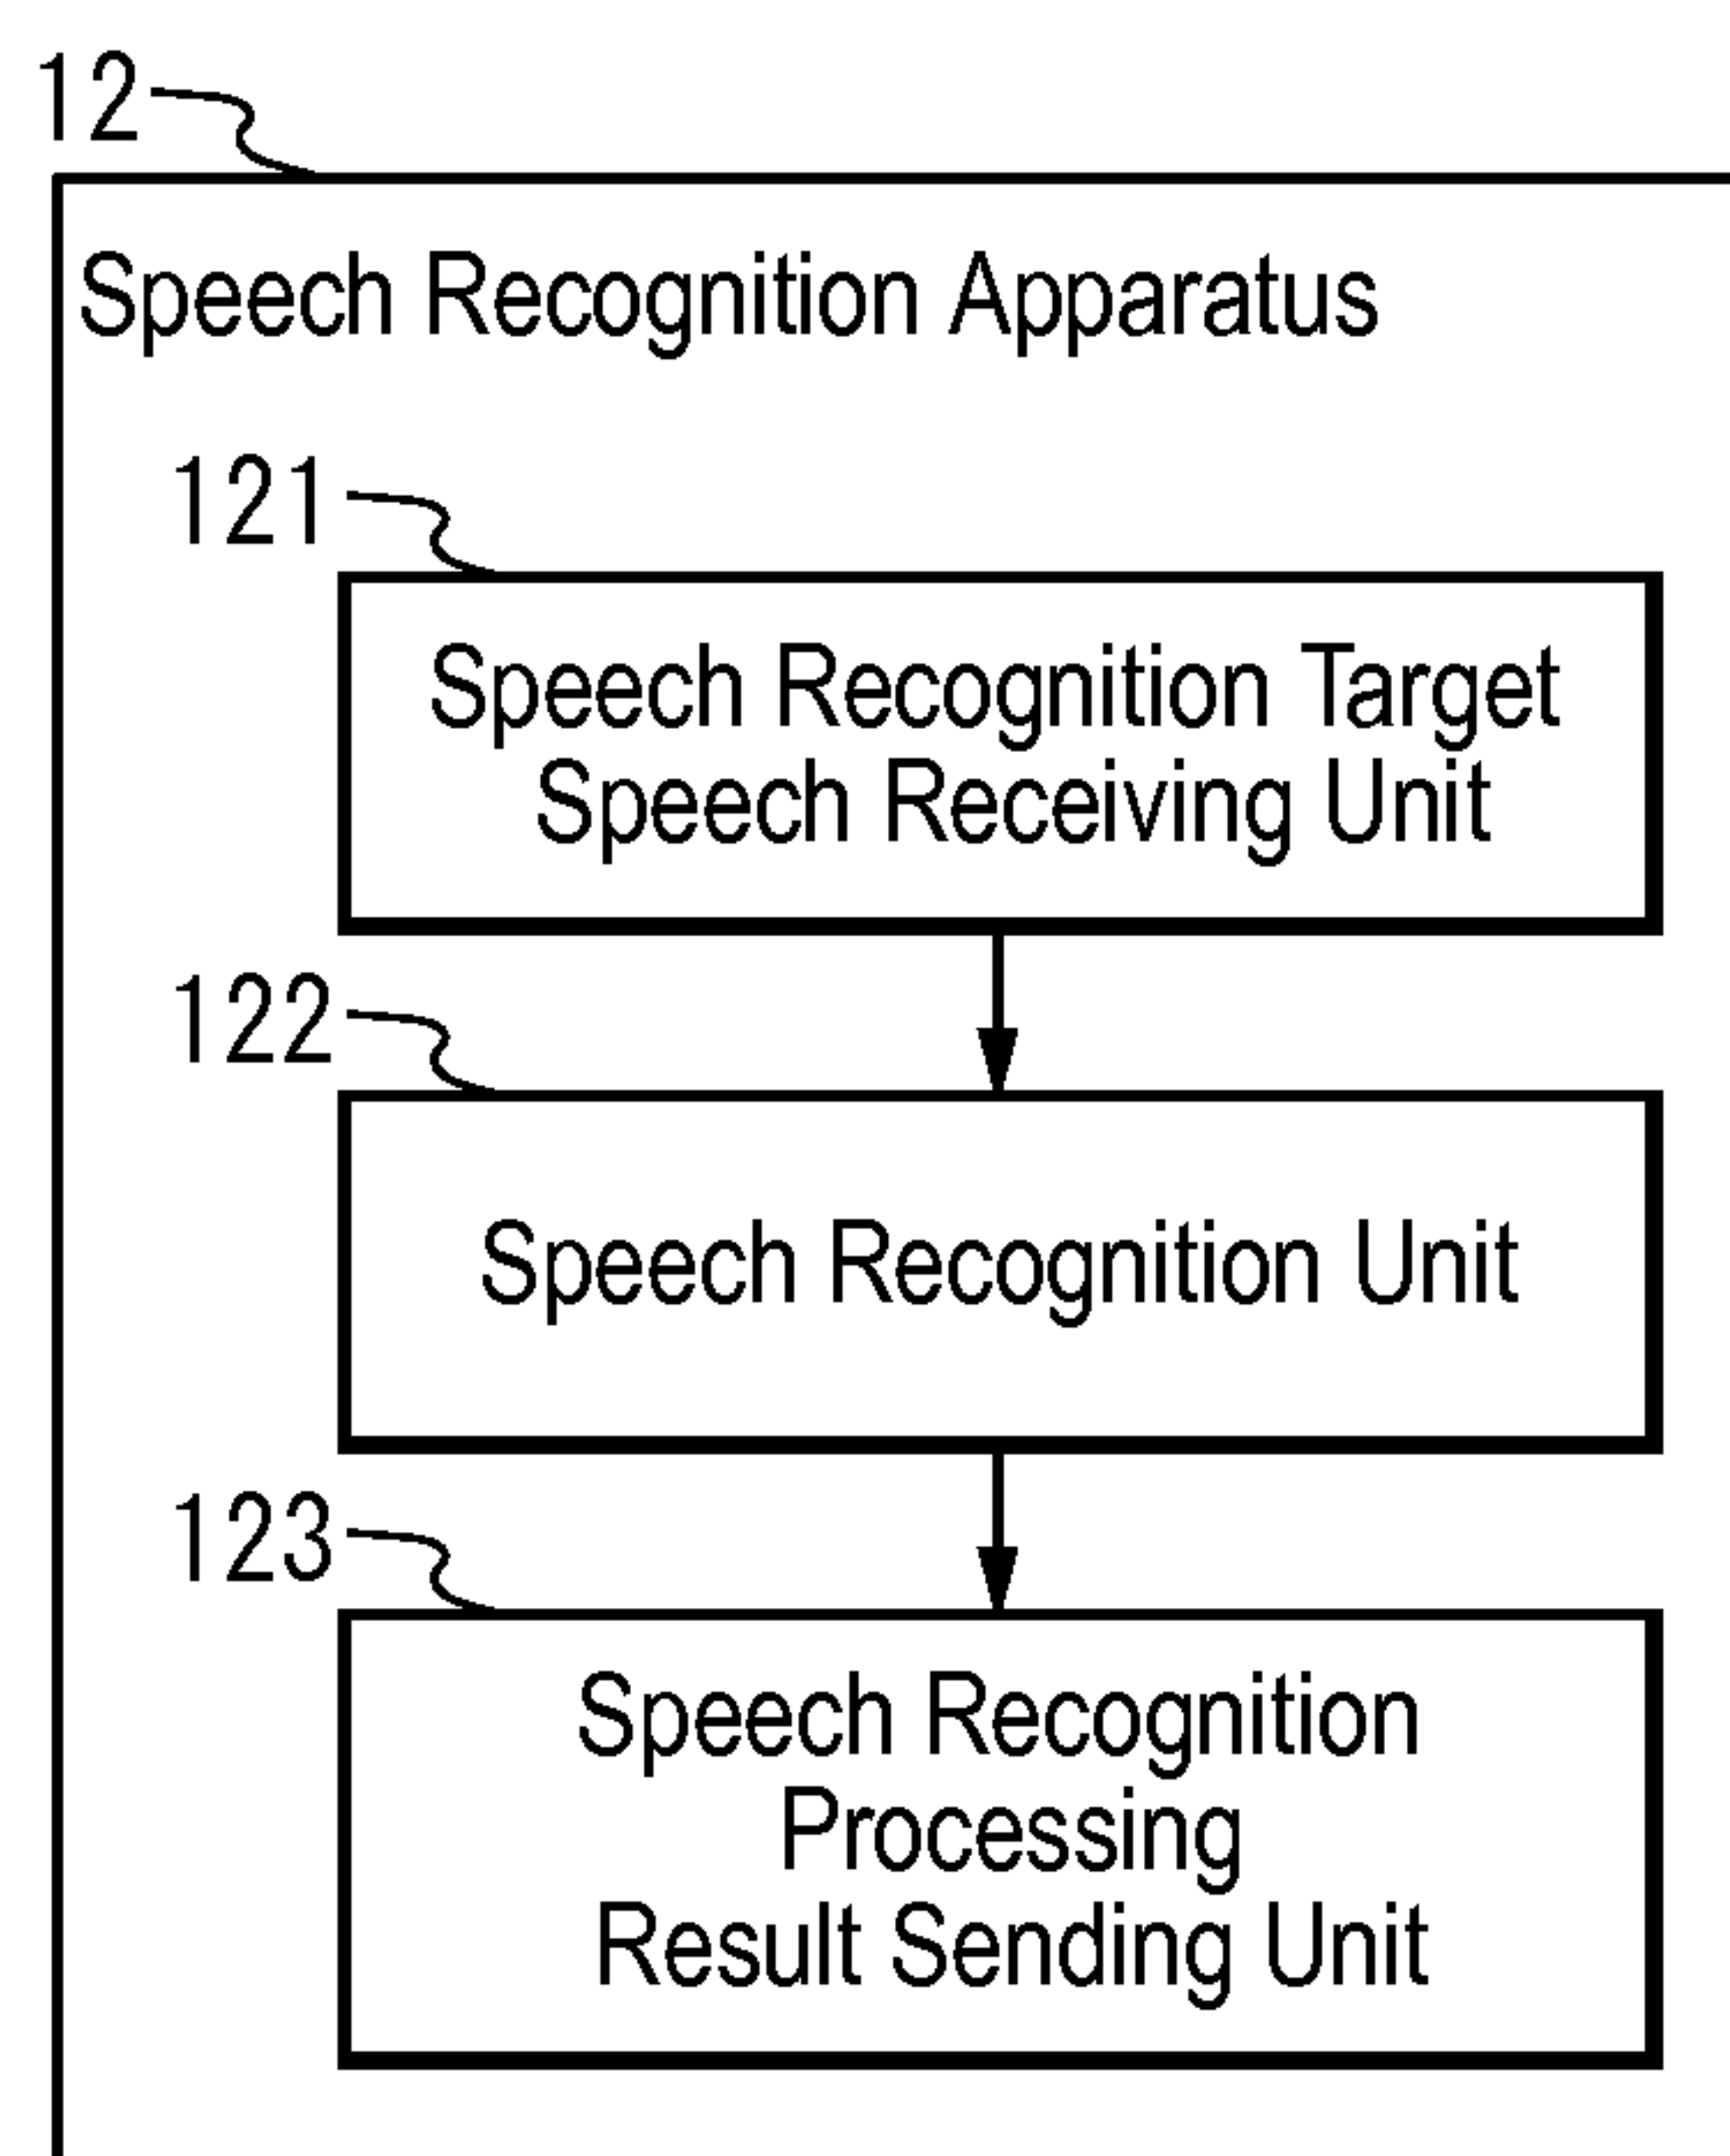 12
Speech Recognition Apparatus
121
Speech Recognition Target
Speech Receiving Unit
122
Speech Recognition Unit
123
Speech Recognition
Processing
Result Sending Unit